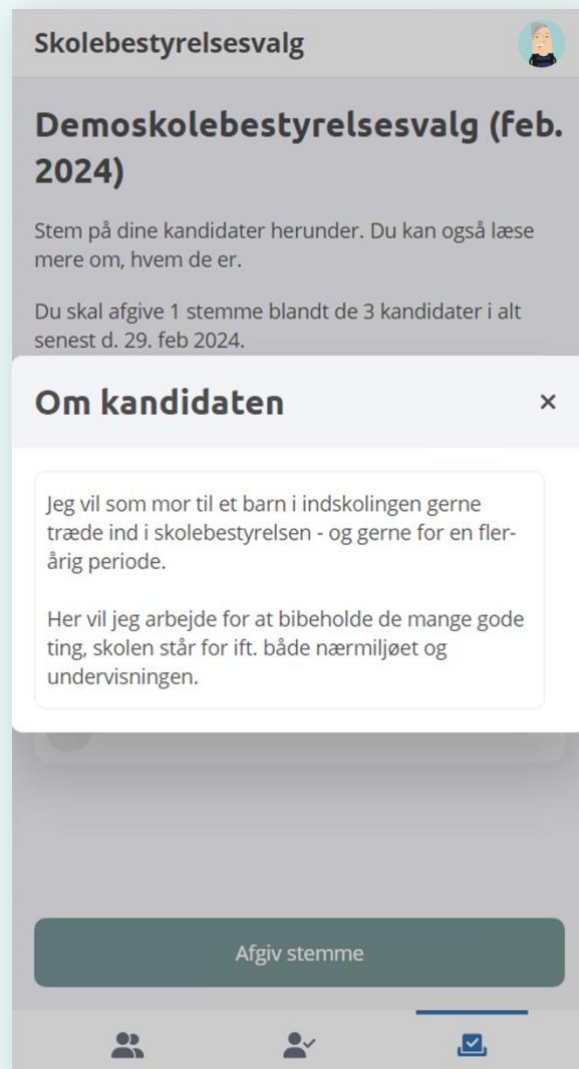 Skolebestyrelsesvalg
Demoskolebestyrelsesvalg (feb.
2024)
Stem på dine kandidater herunder. Du kan også læse
mere om, hvem de er.
Du skal afgive 1 stemme blandt de 3 kandidater i alt
senest d. 29. feb 2024.
Om kandidaten
Jeg vil som mor til et barn i indskolingen gerne
træde ind i skolebestyrelsen - og gerne for en fler-
årig periode.
Her vil jeg arbejde for at bibeholde de mange gode
ting, skolen står for ift. både nærmiljøet og
undervisningen.
Afgiv stemme